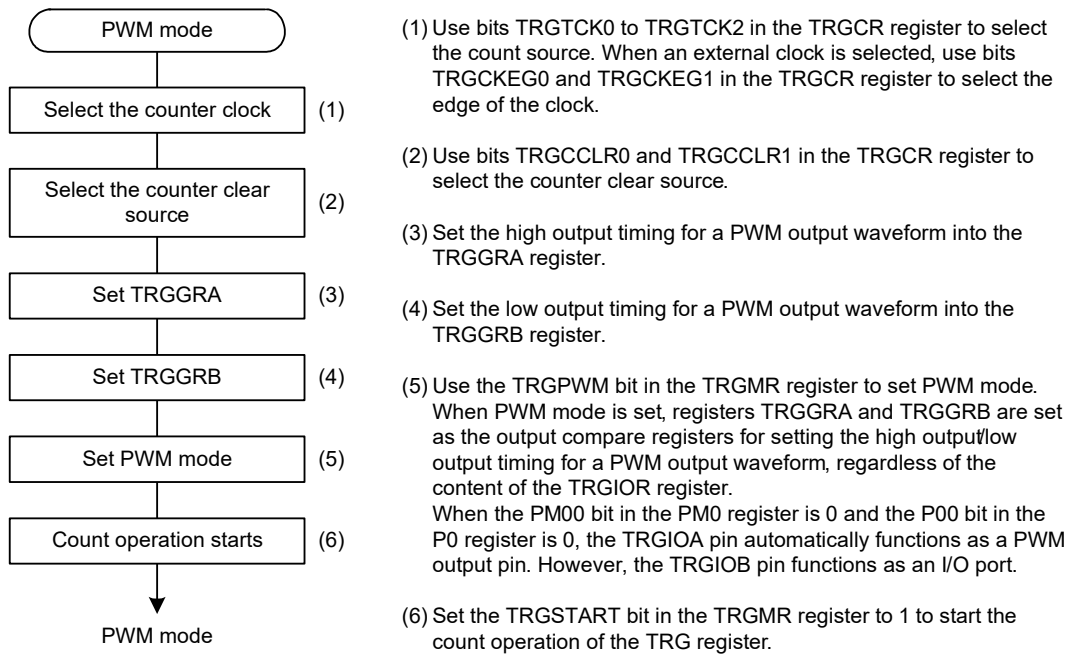 PWM mode
Select the counter clock
(1)
Select the counter clear
source
(2)
Set TRGGRA
(3)
Set TRGGRB
(4)
Set PWM mode
(5)
Count operation starts
(6)
PWM mode
(1) Use bits TRGTCK0 to TRGTCK2 in the TRGCR register to select
the count source. When an external clock is selected, use bits
TRGCKEG0 and TRGCKEG1 in the TRGCR register to select the
edge of the clock.
(2) Use bits TRGCCLR0 and TRGCCLR1 in the TRGCR register to
select the counter clear source.
(3) Set the high output timing for a PWM output waveform into the
TRGGRA register.
(4) Set the low output timing for a PWM output waveform into the
TRGGRB register.
(5) Use the TRGPWM bit in the TRGMR register to set PWM mode.
When PWM mode is set, registers TRGGRA and TRGGRB are set
as the output compare registers for setting the high output/low
output timing for a PWM output waveform, regardless of the
content of the TRGIOR register.
When the PM00 bit in the PM0 register is 0 and the P00 bit in the
P0 register is 0, the TRGIOA pin automatically functions as a PWM
output pin. However, the TRGIOB pin functions as an I/O port.
(6) Set the TRGSTART bit in the TRGMR register to 1 to start the
count operation of the TRG register.